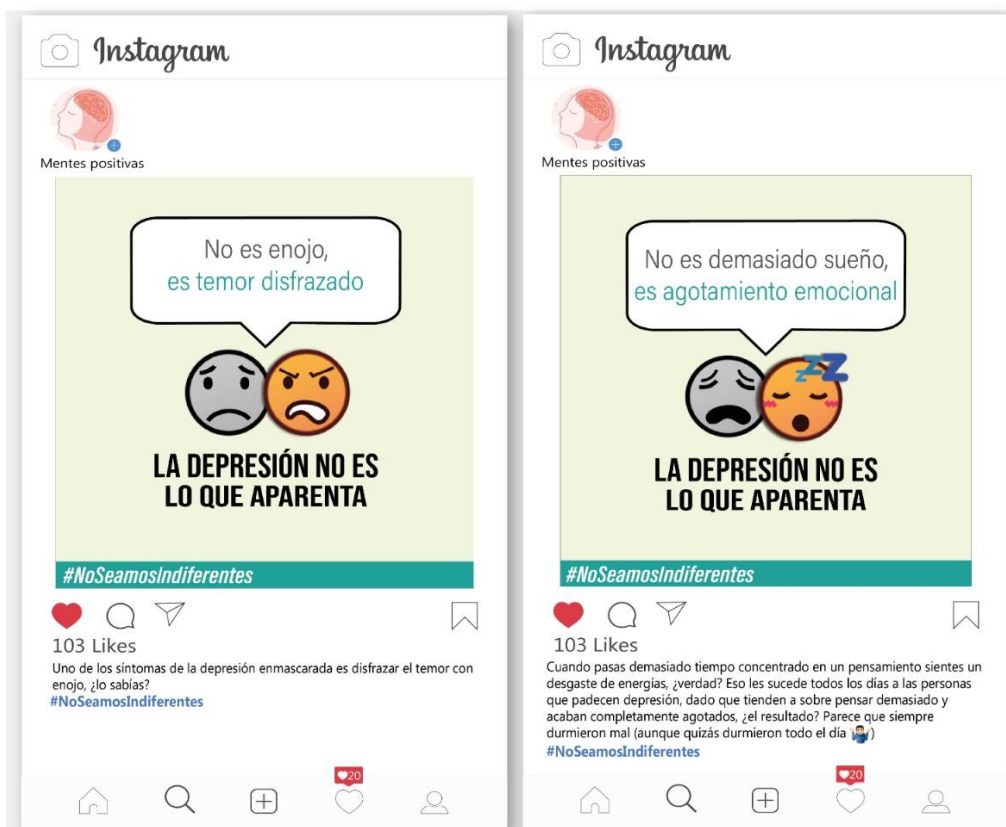 Instagram
Mentes positivas
No es enojo,
es temor disfrazado
LA DEPRESIÓN NO ES
LO QUE APARENTA
#NoSeamosIndiferentes
103 Likes
Uno de los síntomas de la depresión enmascarada es disfrazar el temor con
enojo, ¿lo sabías?
#NoSeamosIndiferentes
20
Instagram
Mentes positivas
No es demasiado sueño,
es agotamiento emocional
zzZ
LA DEPRESIÓN NO ES
LO QUE APARENTA
#NoSeamosIndiferentes
103 Likes
Cuando pasas demasiado tiempo concentrado en un pensamiento sientes un
desgaste de energías, ¿verdad? Eso les sucede todos los días a las personas
que padecen depresión, dado que tienden a sobre pensar demasiado y
acaban completamente agotados, ¿el resultado? Parece que siempre
durmieron mal (aunque quizás durmieron todo el día 🤷🏻‍♂️)
#NoSeamosIndiferentes
20